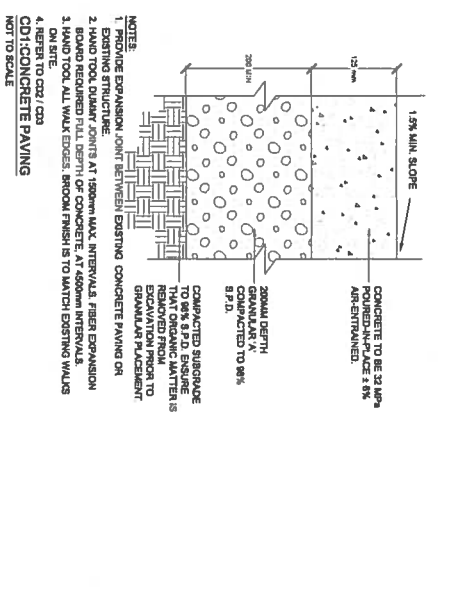 1.5% MIN. SLOPE
125 mm
200 MIN
CONCRETE TO BE 32 MPa
POURED-IN-PLACE ± 6%
AIR-ENTRAINED.
200MM DEPTH
GRANULAR 'A'
COMPACTED TO 98%
S.P.D.
COMPACTED SUBGRADE
TO 98% S.P.D. ENSURE
THAT ORGANIC MATTER IS
REMOVED FROM
EXCAVATION PRIOR TO
GRANULAR PLACEMENT.
NOTES:
1. PROVIDE EXPANSION JOINT BETWEEN EXISTING CONCRETE PAVING OR
EXISTING STRUCTURE.
2. HAND TOOL DUMMY JOINTS AT 1500mm MAX. INTERVALS. FIBER EXPANSION
BOARD REQUIRED FULL DEPTH OF CONCRETE, AT 4500mm INTERVALS.
3. HAND TOOL ALL WALK EDGES. BROOM FINISH IS TO MATCH EXISTING WALKS
ON SITE.
4. REFER TO CD2 / CD3
CD1:CONCRETE PAVING
NOT TO SCALE